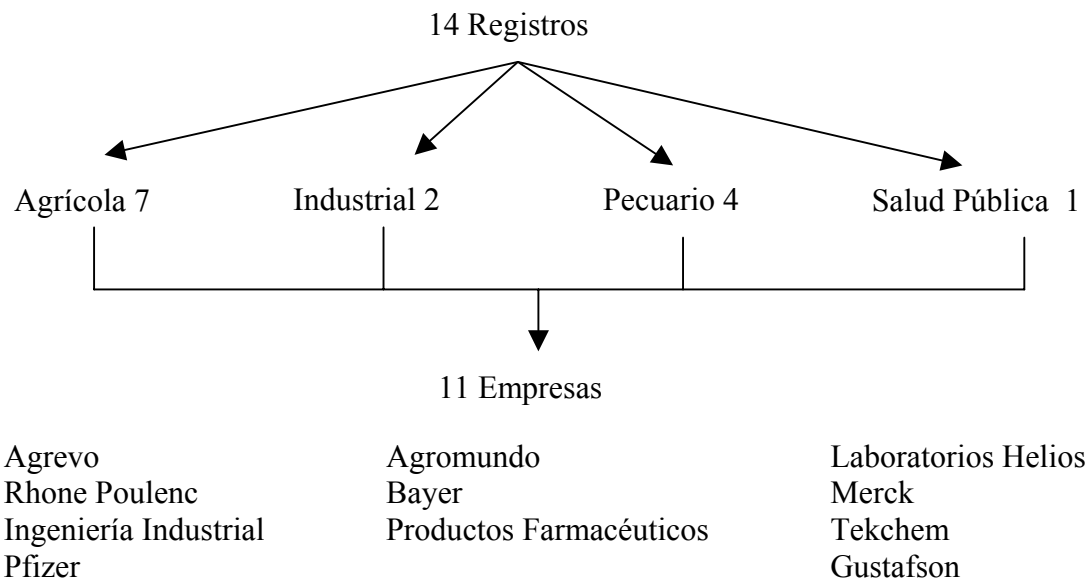 14 Registros
Agrícola 7
Industrial 2
Pecuario 4
Salud Pública 1
11 Empresas
Agrevo
Rhone Poulenc
Ingeniería Industrial
Pfizer
Agromundo
Bayer
Productos Farmacéuticos
Laboratorios Helios
Merck
Tekchem
Gustafson